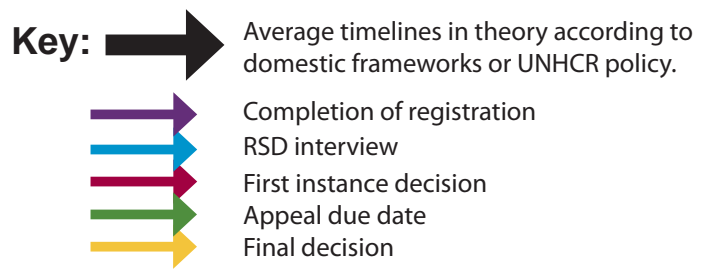 Key: Average timelines in theory according to
domestic frameworks or UNHCR policy.
Completion of registration
RSD interview
First instance decision
Appeal due date
Final decision